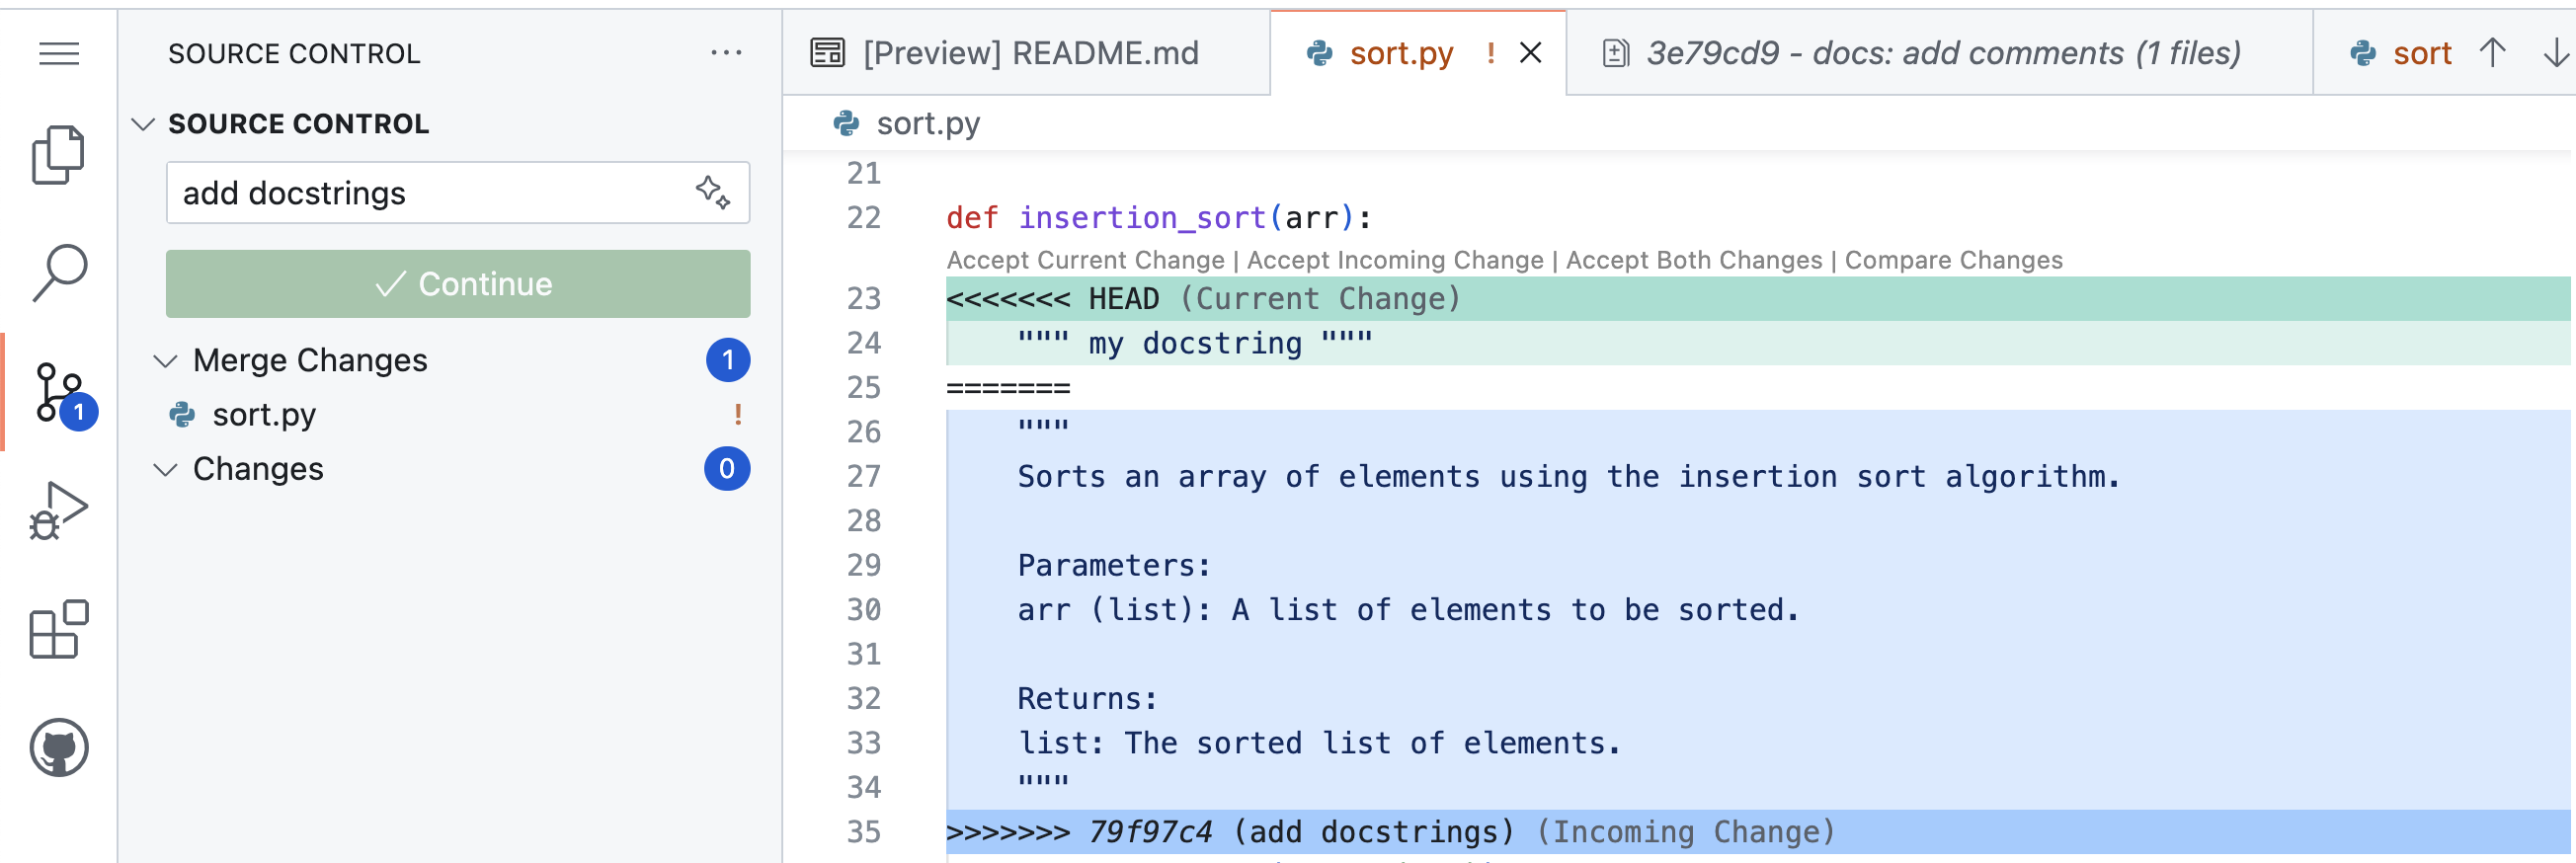 SOURCE CONTROL ...
SOURCE CONTROL
add docstrings
Continue
Merge Changes 1
sort.py !
Changes 0
1
[Preview] README.md
sort.py !
3e79cd9 - docs: add comments (1 files)
sort
sort.py
21
22 def insertion_sort(arr):
Accept Current Change | Accept Incoming Change | Accept Both Changes | Compare Changes
23 <<<<<<< HEAD (Current Change)
24 """ my docstring """
25 =======
26 """
27 Sorts an array of elements using the insertion sort algorithm.
28
29 Parameters:
30 arr (list): A list of elements to be sorted.
31
32 Returns:
33 list: The sorted list of elements.
34 """
35 >>>>>>> 79f97c4 (add docstrings) (Incoming Change)